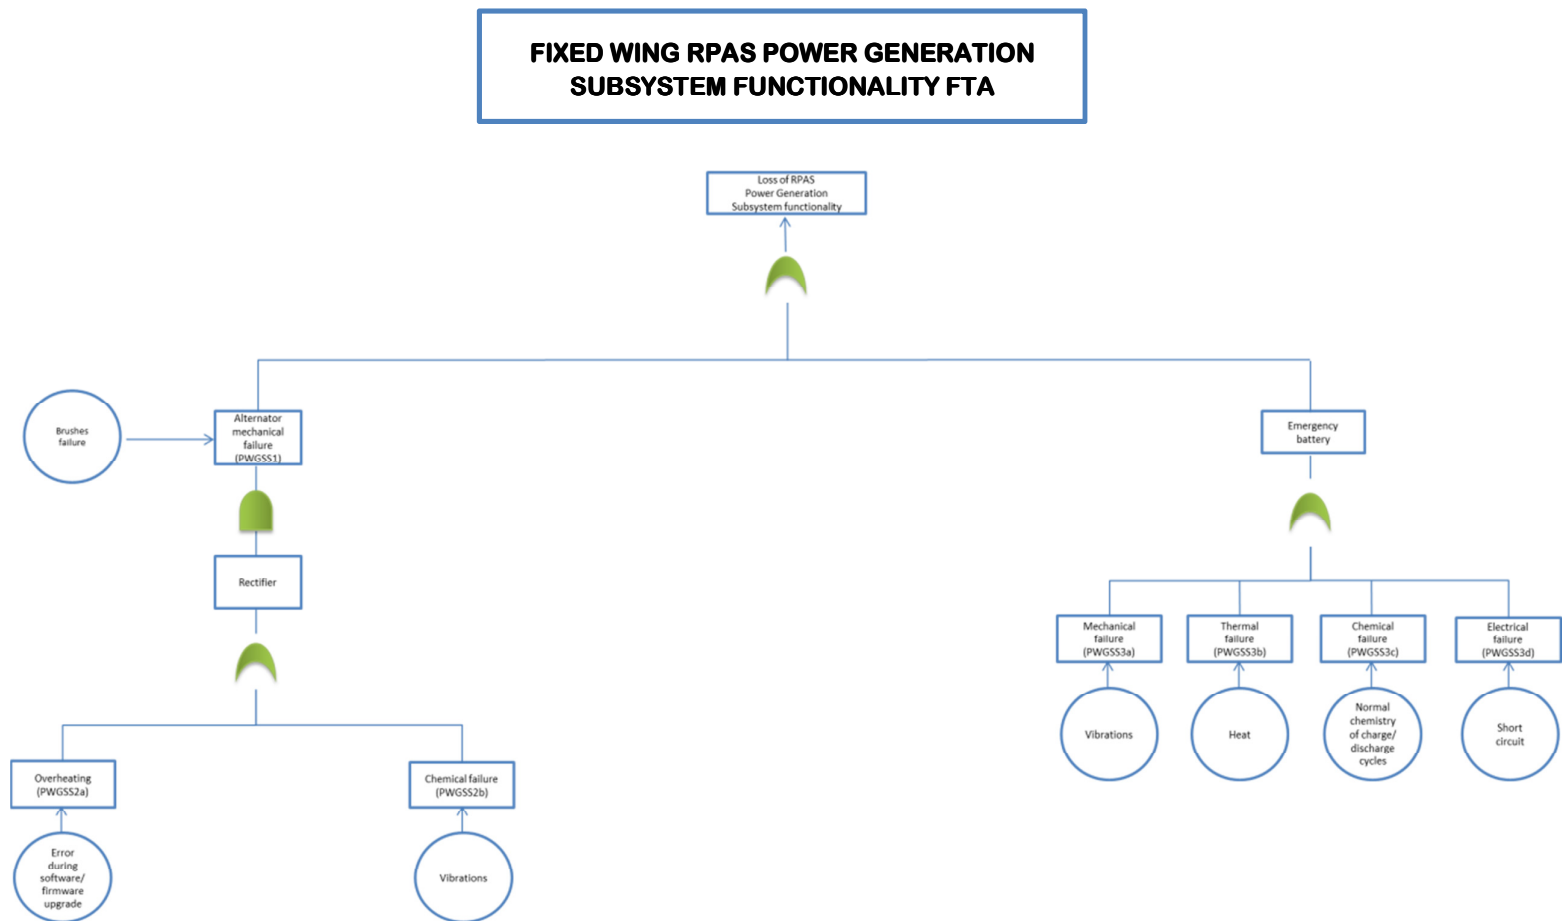 FIXED WING RPAS POWER GENERATION
SUBSYSTEM FUNCTIONALITY FTA
Loss of RPAS
Power Generation
Subsystem functionality
Brushes
failure
Alternator
mechanical
failure
(PWGSS1)
Emergency
battery
Rectifier
Mechanical
failure
(PWGSS3a)
Thermal
failure
(PWGSS3b)
Chemical
failure
(PWGSS3c)
Electrical
failure
(PWGSS3d)
Vibrations
Heat
Normal
chemistry
of charge/
discharge
cycles
Short
circuit
Overheating
(PWGSS2a)
Chemical failure
(PWGSS2b)
Error
during
software/
firmware
upgrade
Vibrations